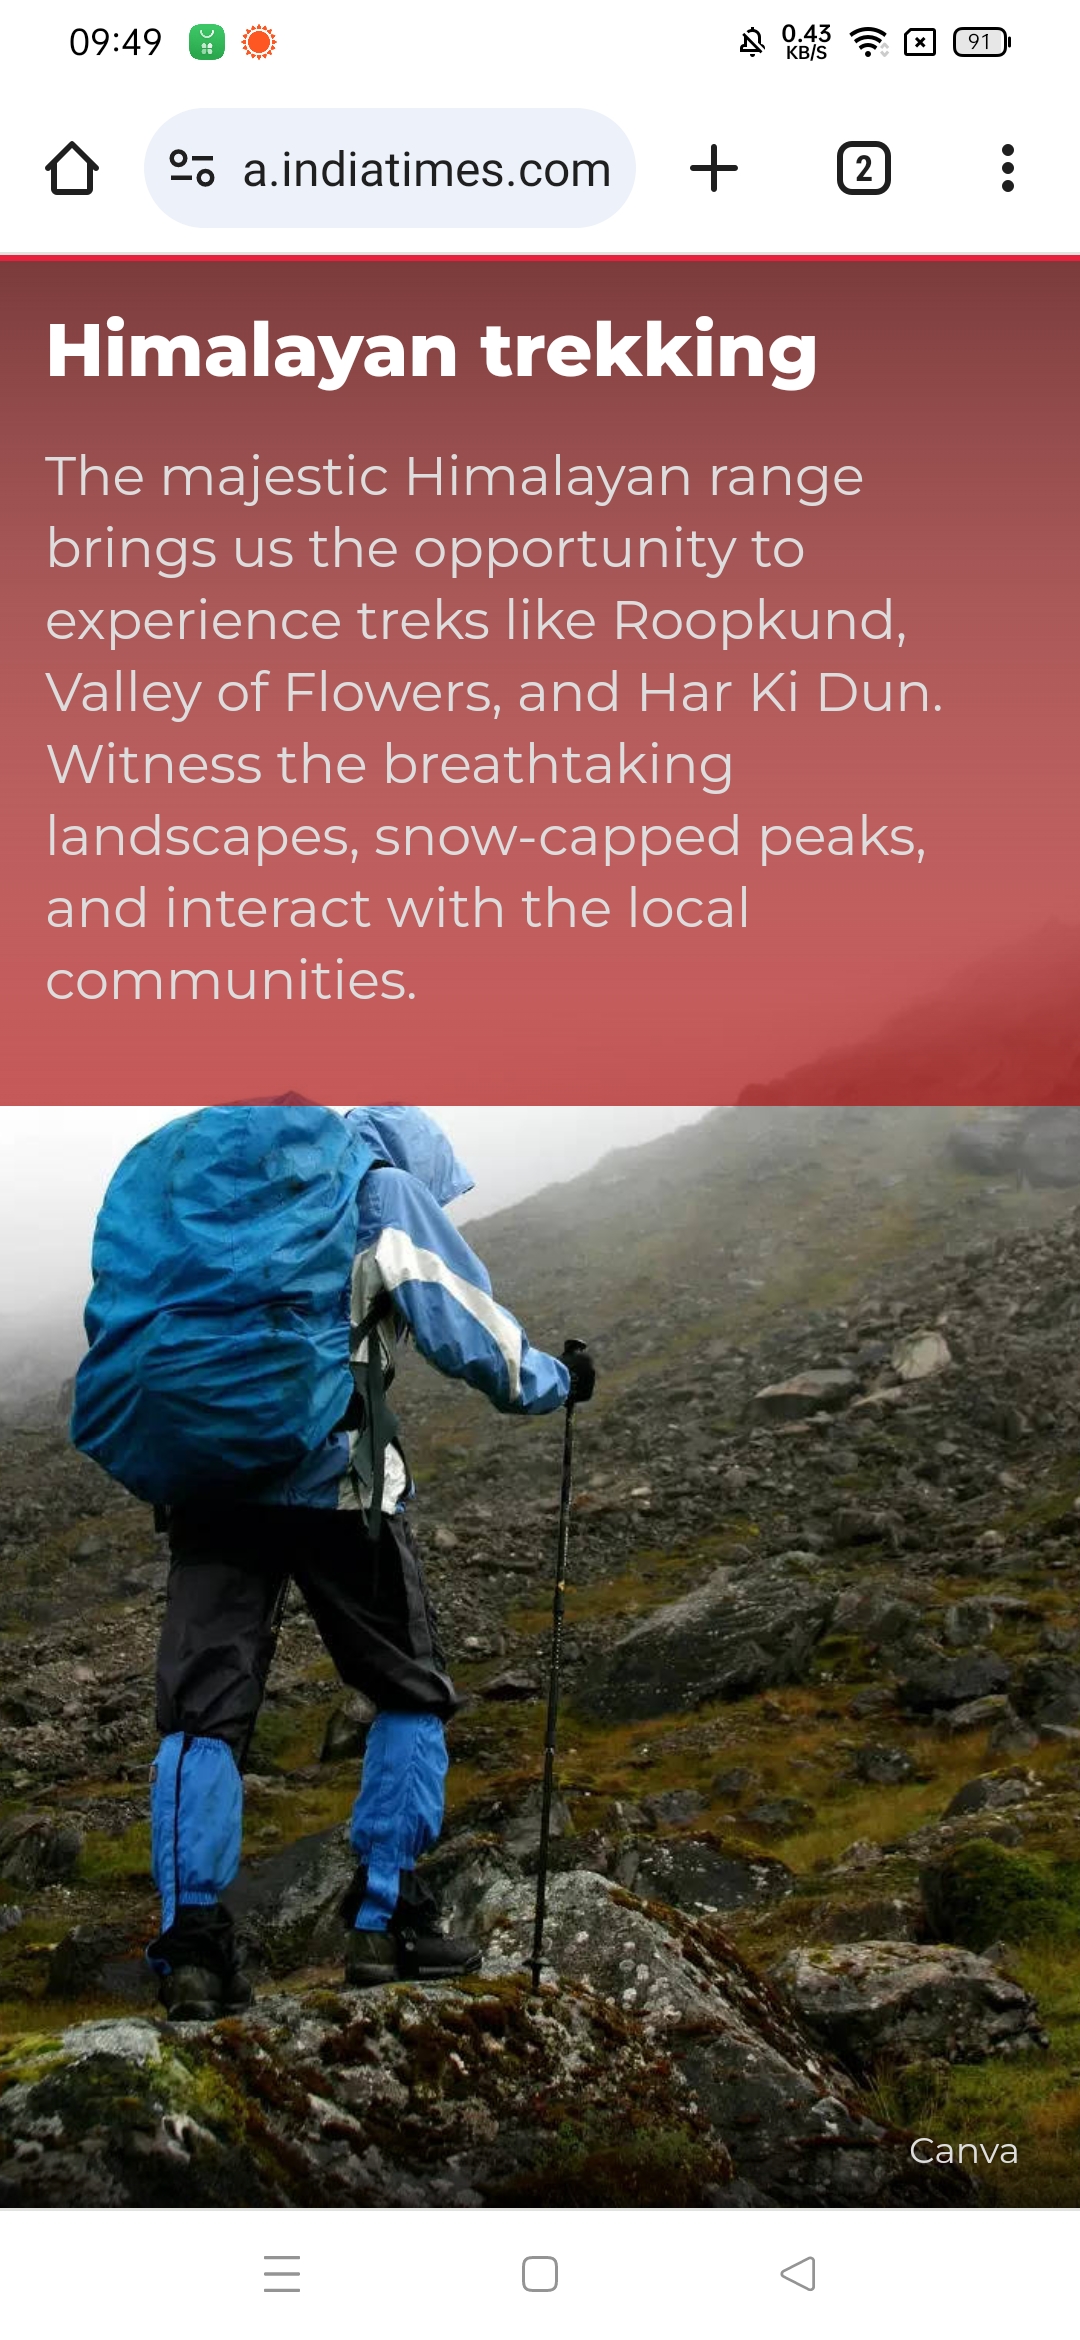 09:49
0.43
KB/S
91
a.indiatimes.com
2
Himalayan trekking
The majestic Himalayan range
brings us the opportunity to
experience treks like Roopkund,
Valley of Flowers, and Har Ki Dun.
Witness the breathtaking
landscapes, snow-capped peaks,
and interact with the local
communities.
Canva